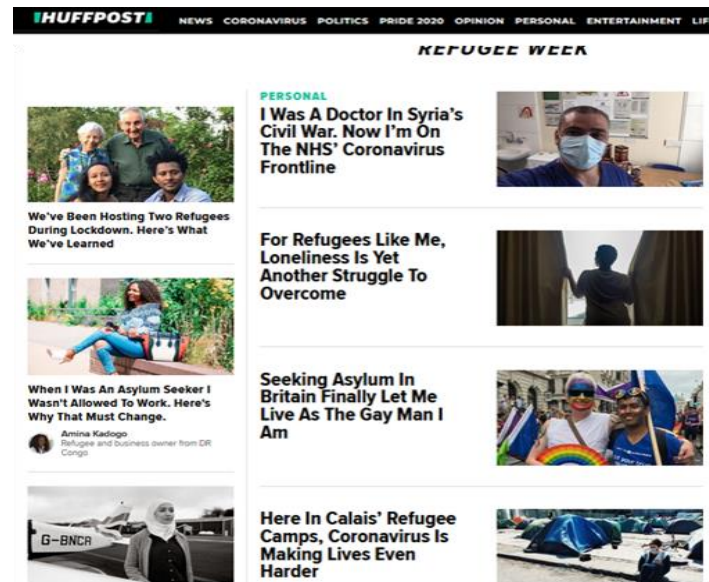 HUFFPOST
NEWS CORONAVIRUS POLITICS PRIDE 2020 OPINION PERSONAL ENTERTAINMENT LIF
REFUGEE WEEK
We've Been Hosting Two Refugees
During Lockdown. Here's What
We've Learned
When I Was An Asylum Seeker I
Wasn't Allowed To Work. Here's
Why That Must Change.
Amina Kadogo
Refugee and business owner from DR
Congo
G-BNCR
PERSONAL
I Was A Doctor In Syria's
Civil War. Now I'm On
The NHS' Coronavirus
Frontline
For Refugees Like Me,
Loneliness Is Yet
Another Struggle To
Overcome
Seeking Asylum In
Britain Finally Let Me
Live As The Gay Man I
Am
Here In Calais' Refugee
Camps, Coronavirus Is
Making Lives Even
Harder